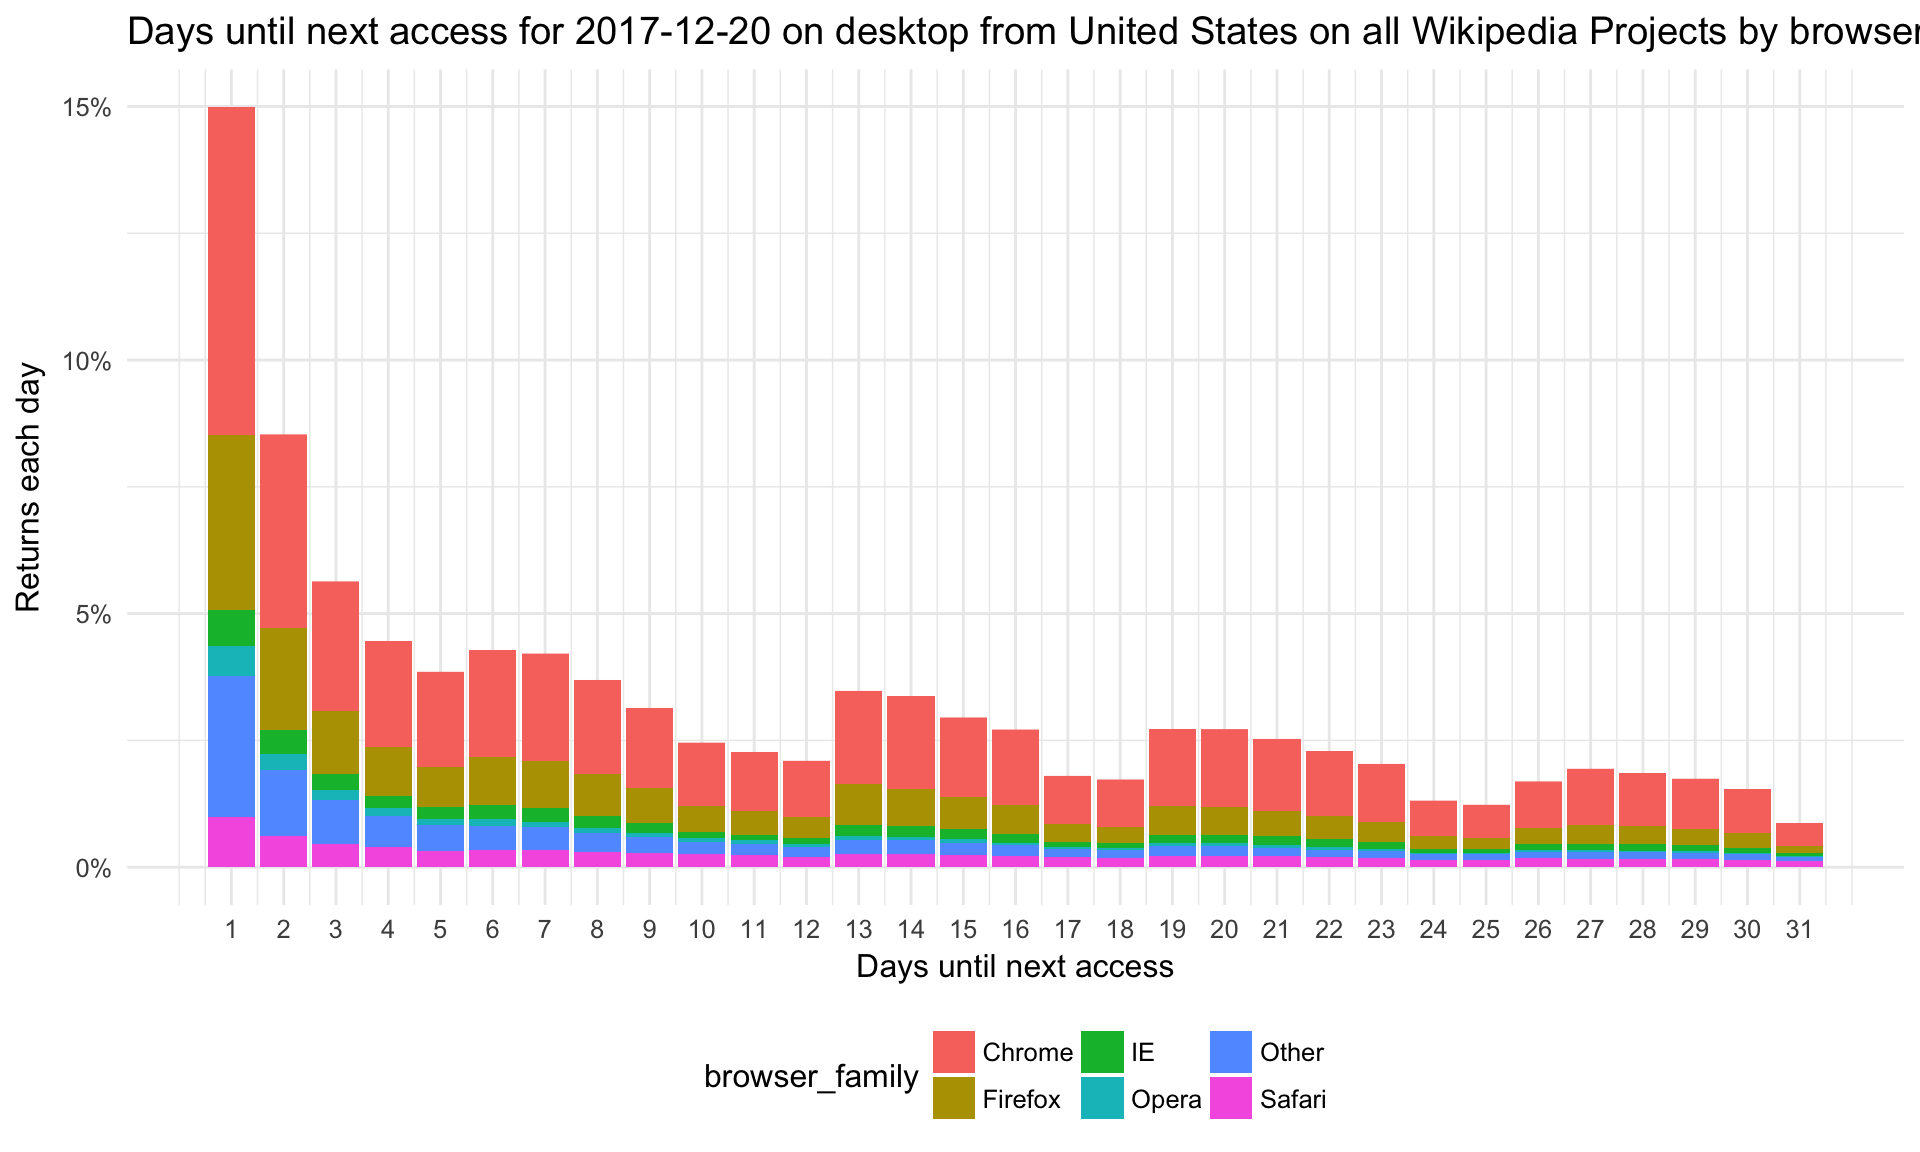 Days until next access for 2017-12-20 on desktop from United States on all Wikipedia Projects by browser
15%
10%
5%
0%
Returns each day
1 2 3 4 5 6 7 8 9 10 11 12 13 14 15 16 17 18 19 20 21 22 23 24 25 26 27 28 29 30 31
Days until next access
browser_family
Chrome IE Other
Firefox Opera Safari